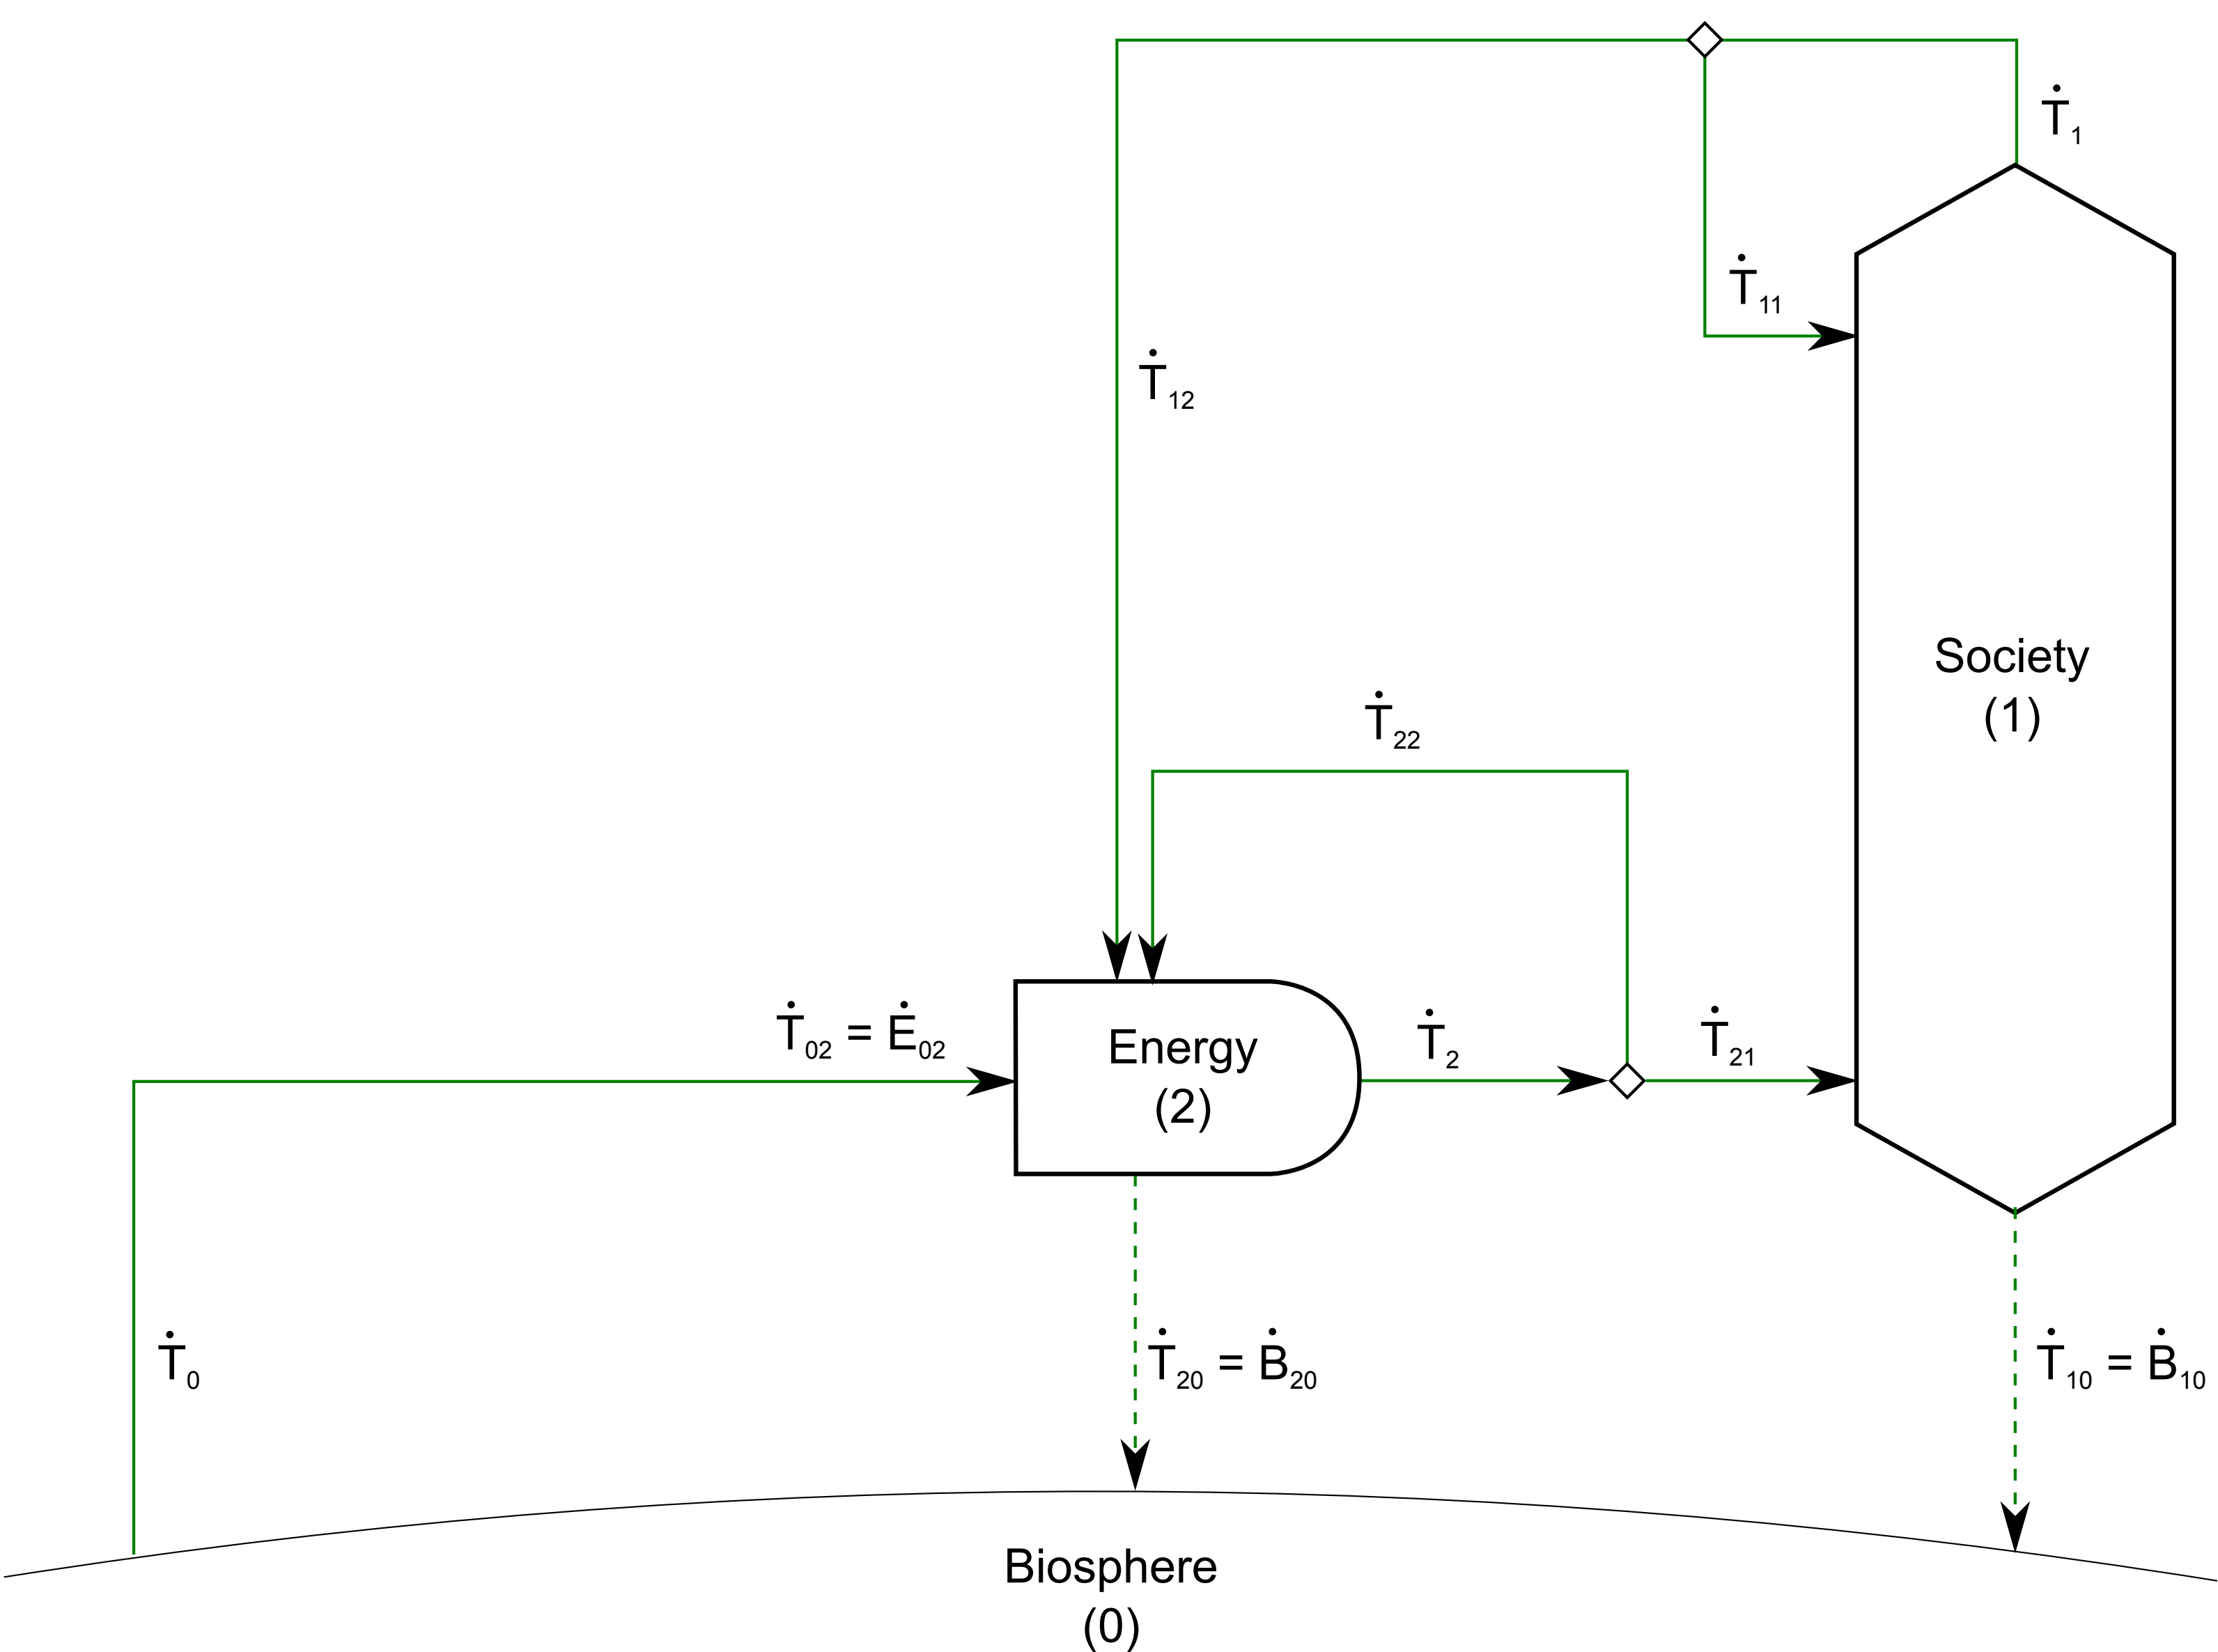 Ṫ₁
Ṫ₁₁
Ṫ₁₂
Society
(1)
Ṫ₂₂
Ṫ₀₂ = Ė₀₂
Energy
(2)
Ṫ₂
Ṫ₂₁
Ṫ₀
Ṫ₂₀ = Ḃ₂₀
Ṫ₁₀ = Ḃ₁₀
Biosphere
(0)